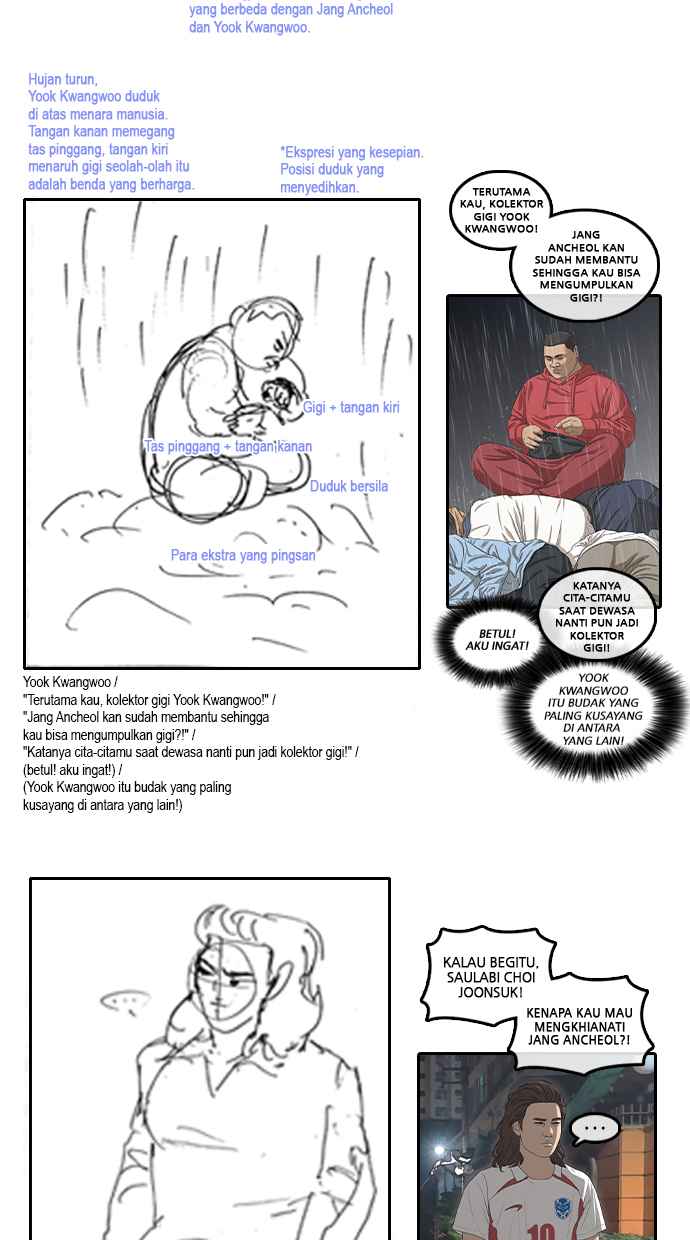 yang berbeda dengan Jang Ancheol
dan Yook Kwangwoo.
Hujan turun,
Yook Kwangwoo duduk
di atas menara manusia.
Tangan kanan memegang
tas pinggang, tangan kiri
menaruh gigi seolah-olah itu
adalah benda yang berharga.
*Ekspresi yang kesepian.
Posisi duduk yang
menyedihkan.
Gigi + tangan kiri
Tas pinggang + tangan kanan
Duduk bersila
Para ekstra yang pingsan
TERUTAMA
KAU, KOLEKTOR
GIGI YOOK
KWANGWOO!
JANG
ANCHEOL KAN
SUDAH MEMBANTU
SEHINGGA KAU BISA
MENGUMPULKAN
GIGI?!
KATANYA
CITA-CITAMU
SAAT DEWASA
NANTI PUN JADI
KOLEKTOR
GIGI!
BETUL!
AKU INGAT!
YOOK
KWANGWOO
ITU BUDAK YANG
PALING KUSAYANG
DI ANTARA
YANG LAIN!
Yook Kwangwoo /
"Terutama kau, kolektor gigi Yook Kwangwoo!" /
"Jang Ancheol kan sudah membantu sehingga
kau bisa mengumpulkan gigi?!" /
"Katanya cita-citamu saat dewasa nanti pun jadi kolektor gigi!" /
(betul! aku ingat!) /
(Yook Kwangwoo itu budak yang paling
kusayang di antara yang lain!)
...
KALAU BEGITU,
SAULABI CHOI
JOONSUK!
KENAPA KAU MAU
MENGKHIANATI
JANG ANCHEOL?!
...
10